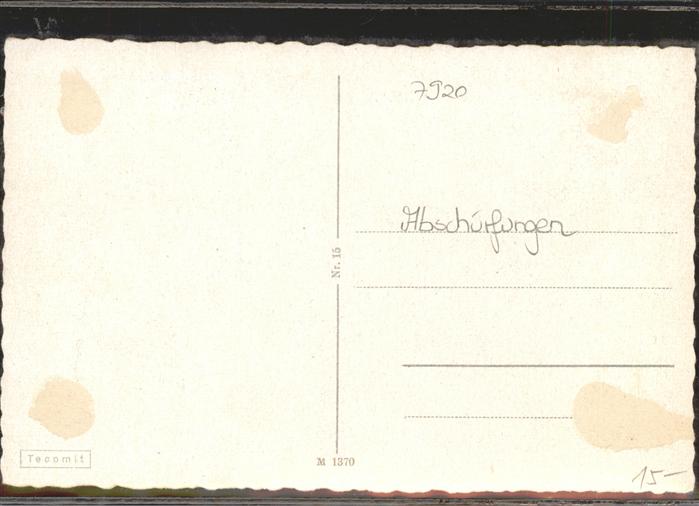 7920
Abschürfungen
Nr. 15
Tecomit
M 1370
15-